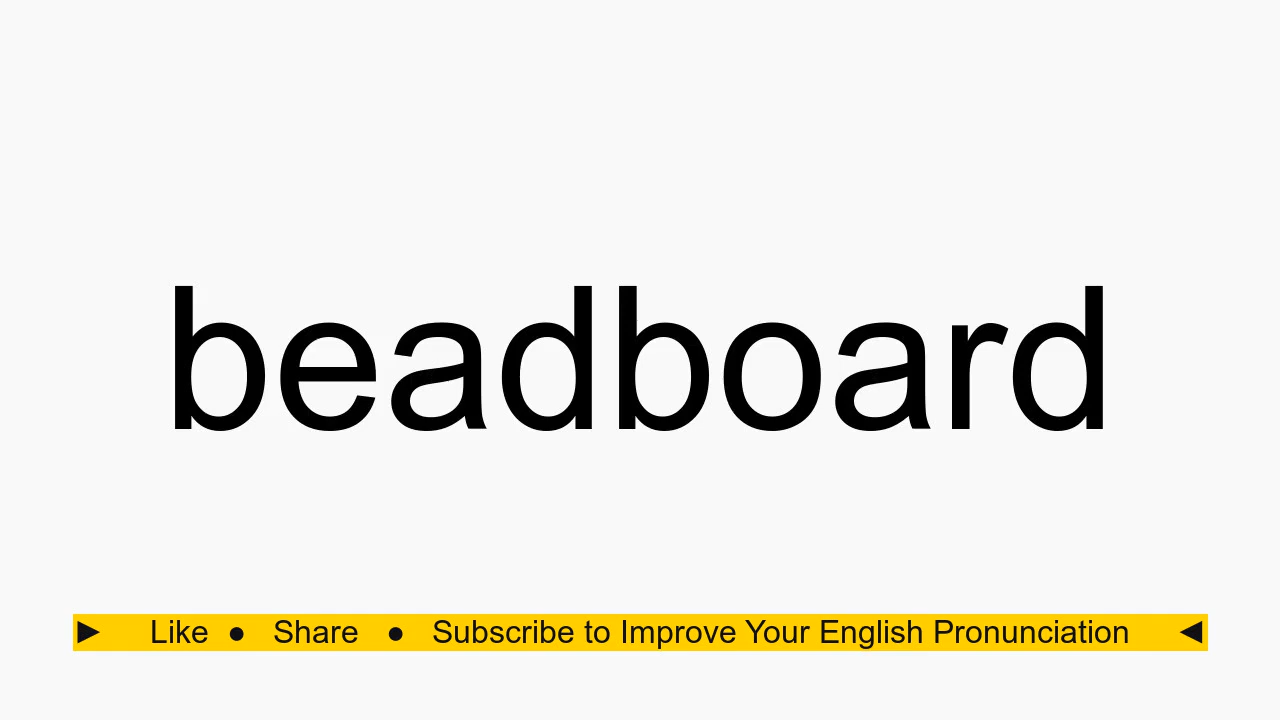 beadboard
► Like ● Share ● Subscribe to Improve Your English Pronunciation ◄